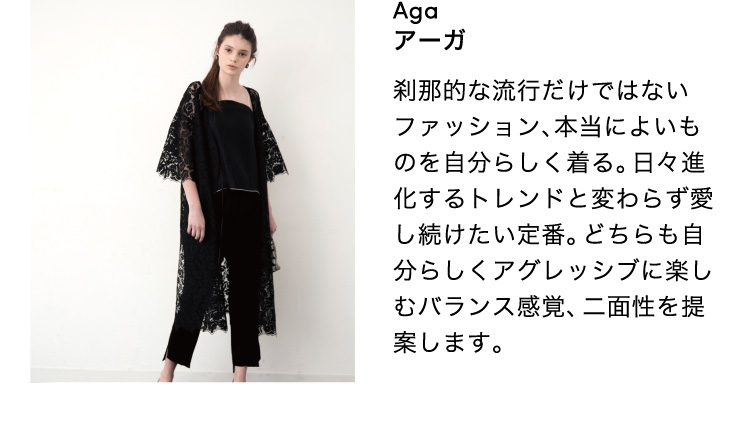 Aga
アーガ
刹那的な流行だけではない
ファッション、本当によいも
のを自分らしく着る。日々進
化するトレンドと変わらず愛
し続けたい定番。どちらも自
分らしくアグレッシブに楽し
むバランス感覚、二面性を提
案します。